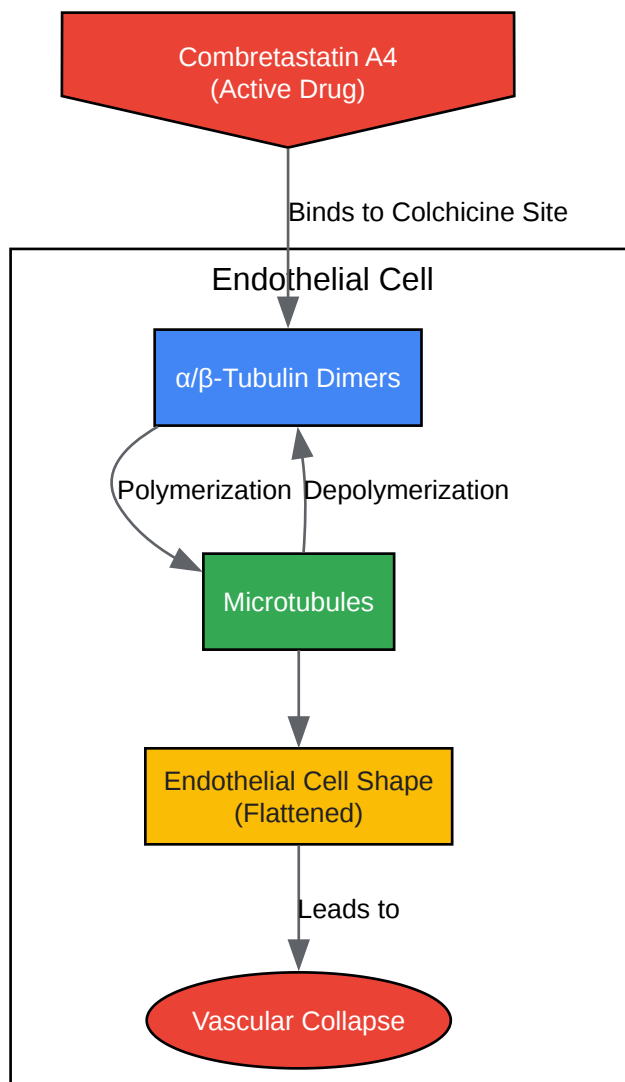 Combretastatin A4
(Active Drug)
Binds to Colchicine Site
Endothelial Cell
α/β-Tubulin Dimers
Polymerization
Depolymerization
Microtubules
Endothelial Cell Shape
(Flattened)
Leads to
Vascular Collapse